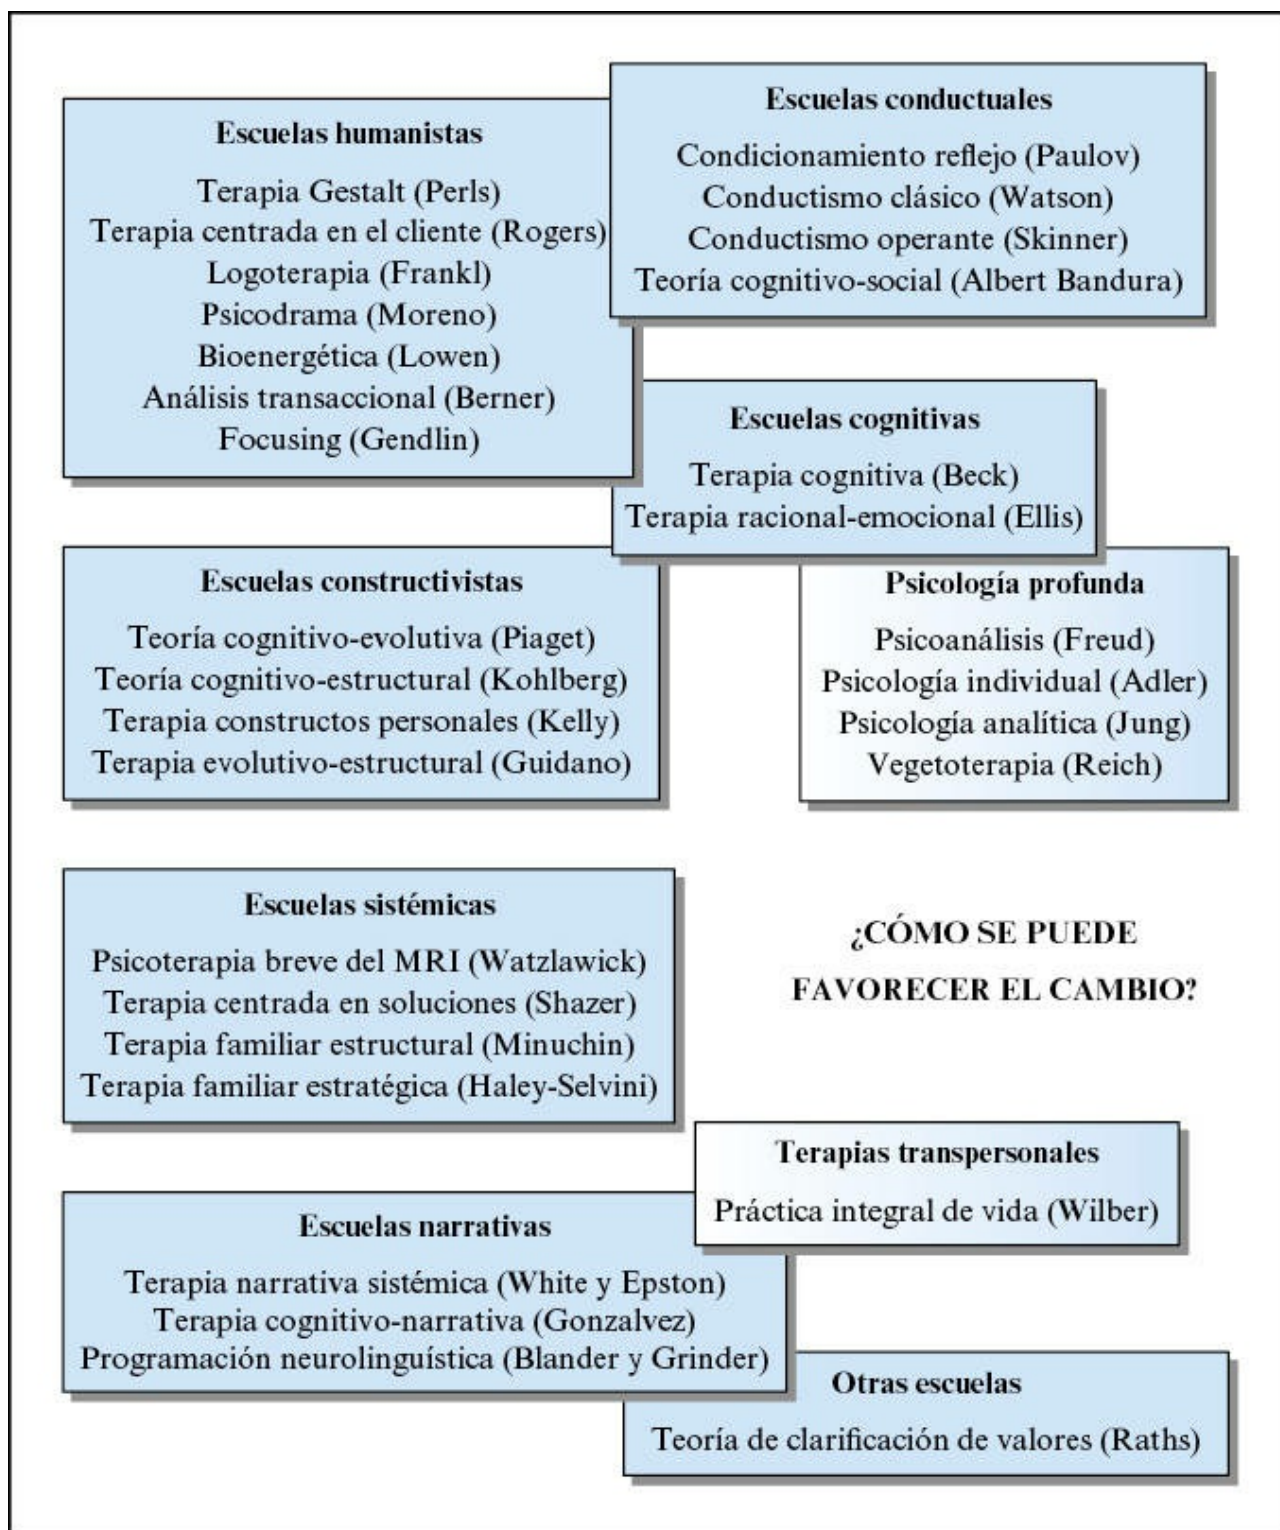 Escuelas humanistas
Terapia Gestalt (Perls)
Terapia centrada en el cliente (Rogers)
Logoterapia (Frankl)
Psicodrama (Moreno)
Bioenergética (Lowen)
Análisis transaccional (Berner)
Focusing (Gendlin)
Escuelas conductuales
Condicionamiento reflejo (Paulov)
Conductismo clásico (Watson)
Conductismo operante (Skinner)
Teoría cognitivo-social (Albert Bandura)
Escuelas cognitivas
Terapia cognitiva (Beck)
Terapia racional-emocional (Ellis)
Escuelas constructivistas
Teoría cognitivo-evolutiva (Piaget)
Teoría cognitivo-estructural (Kohlberg)
Terapia constructos personales (Kelly)
Terapia evolutivo-estructural (Guidano)
Psicología profunda
Psicoanálisis (Freud)
Psicología individual (Adler)
Psicología analítica (Jung)
Vegetoterapia (Reich)
Escuelas sistémicas
Psicoterapia breve del MRI (Watzlawick)
Terapia centrada en soluciones (Shazer)
Terapia familiar estructural (Minuchin)
Terapia familiar estratégica (Haley-Selvini)
¿CÓMO SE PUEDE
FAVORECER EL CAMBIO?
Terapias transpersonales
Práctica integral de vida (Wilber)
Escuelas narrativas
Terapia narrativa sistémica (White y Epston)
Terapia cognitivo-narrativa (Gonzalvez)
Programación neurolinguística (Blander y Grinder)
Otras escuelas
Teoría de clarificación de valores (Raths)